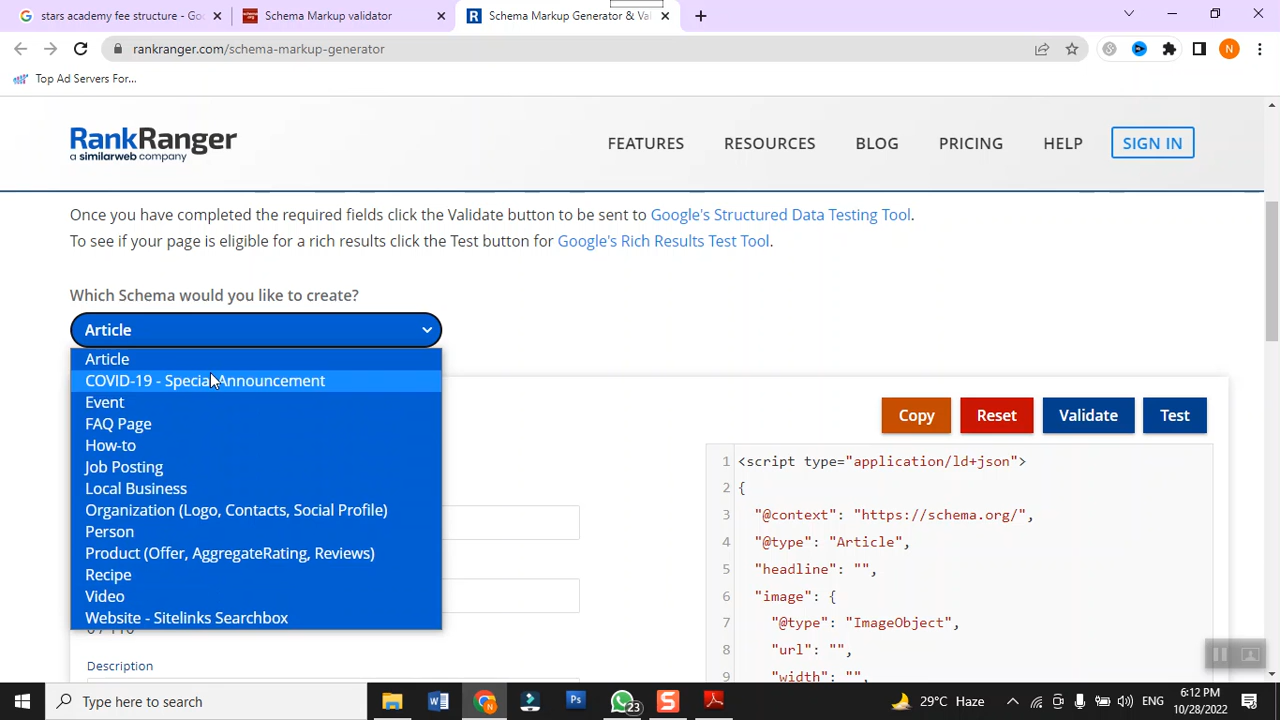 stars academy fee structure - Go
Schema Markup validator
Schema Markup Generator & Val
rankranger.com/schema-markup-generator
N
Top Ad Servers For...
RankRanger
a similarweb company
FEATURES
RESOURCES
BLOG
PRICING
HELP
SIGN IN
Once you have completed the required fields click the Validate button to be sent to Google's Structured Data Testing Tool.
To see if your page is eligible for a rich results click the Test button for Google's Rich Results Test Tool.
Which Schema would you like to create?
Article
Article
COVID-19 - Special Announcement
Event
FAQ Page
How-to
Job Posting
Local Business
Organization (Logo, Contacts, Social Profile)
Person
Product (Offer, AggregateRating, Reviews)
Recipe
Video
Website - Sitelinks Searchbox
0 / 110
Description
Copy
Reset
Validate
Test
1 <script type="application/ld+json">
2 {
3 "@context": "https://schema.org/",
4 "@type": "Article",
5 "headline": "",
6 "image": {
7 "@type": "ImageObject",
8 "url": "",
9 "width": "",
Type here to search
23
29°C Haze
ENG
6:12 PM
10/28/2022